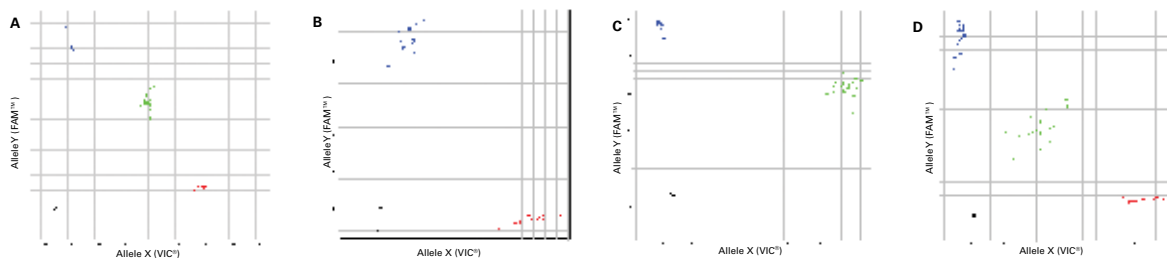 A
Allele Y (FAM™)
Allele X (VIC®)
B
Allele Y (FAM™)
Allele X (VIC®)
C
Allele Y (FAM™)
Allele X (VIC®)
D
Allele Y (FAM™)
Allele X (VIC®)